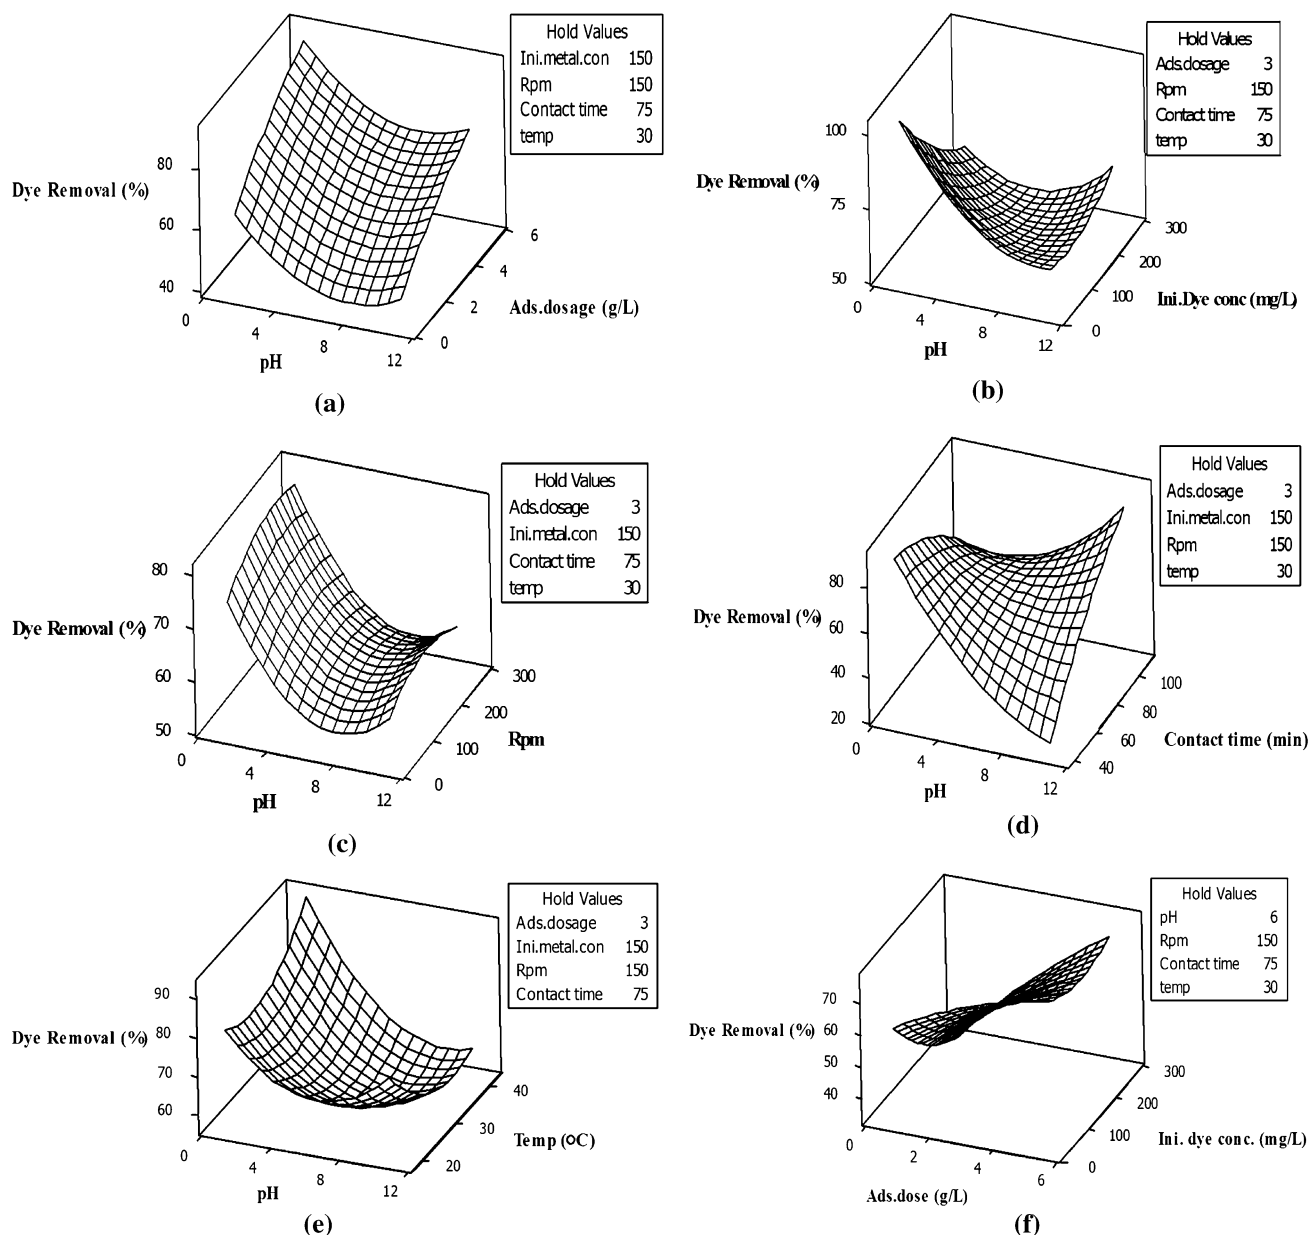 Hold Values
Ini.metal.con 150
Rpm 150
Contact time 75
temp 30
80
Dye Removal (%)
60
40
0
4
8
12
pH
0
2
4
6
Ads.dosage (g/L)
(a)
Hold Values
Ads.dosage 3
Rpm 150
Contact time 75
temp 30
100
Dye Removal (%)
75
50
0
4
8
12
pH
0
100
200
300
Ini.Dye conc (mg/L)
(b)
Hold Values
Ads.dosage 3
Ini.metal.con 150
Contact time 75
temp 30
80
70
Dye Removal (%)
60
50
0
4
8
12
pH
0
100
200
300
Rpm
(c)
Hold Values
Ads.dosage 3
Ini.metal.con 150
Rpm 150
temp 30
80
Dye Removal (%)
60
40
20
0
4
8
12
pH
40
60
80
100
Contact time (min)
(d)
Hold Values
Ads.dosage 3
Ini.metal.con 150
Rpm 150
Contact time 75
90
Dye Removal (%)
80
70
60
0
4
8
12
pH
20
30
40
Temp (°C)
(e)
Hold Values
pH 6
Rpm 150
Contact time 75
temp 30
70
Dye Removal (%)
60
50
40
0
2
4
6
Ads.dose (g/L)
0
100
200
300
Ini. dye conc. (mg/L)
(f)